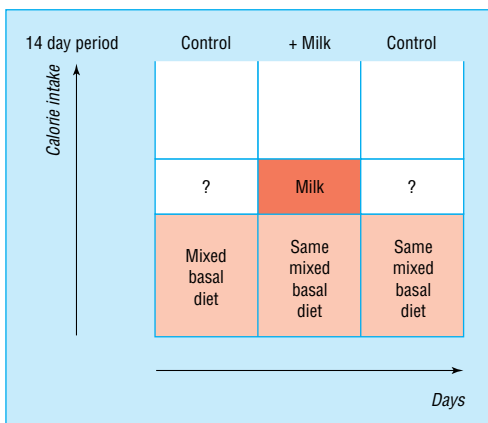 14 day period Control + Milk Control
Calorie intake
? Milk ?
Mixed
basal
diet
Same
mixed
basal
diet
Same
mixed
basal
diet
Days